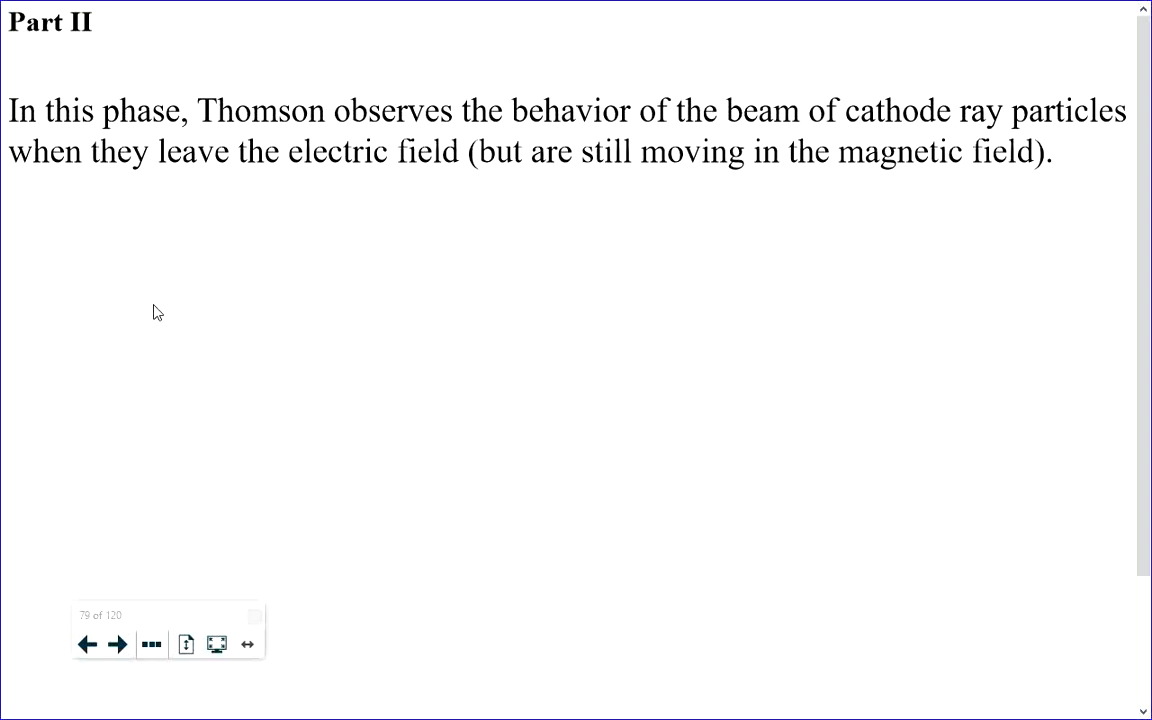 Part II
In this phase, Thomson observes the behavior of the beam of cathode ray particles
when they leave the electric field (but are still moving in the magnetic field).
79 of 120